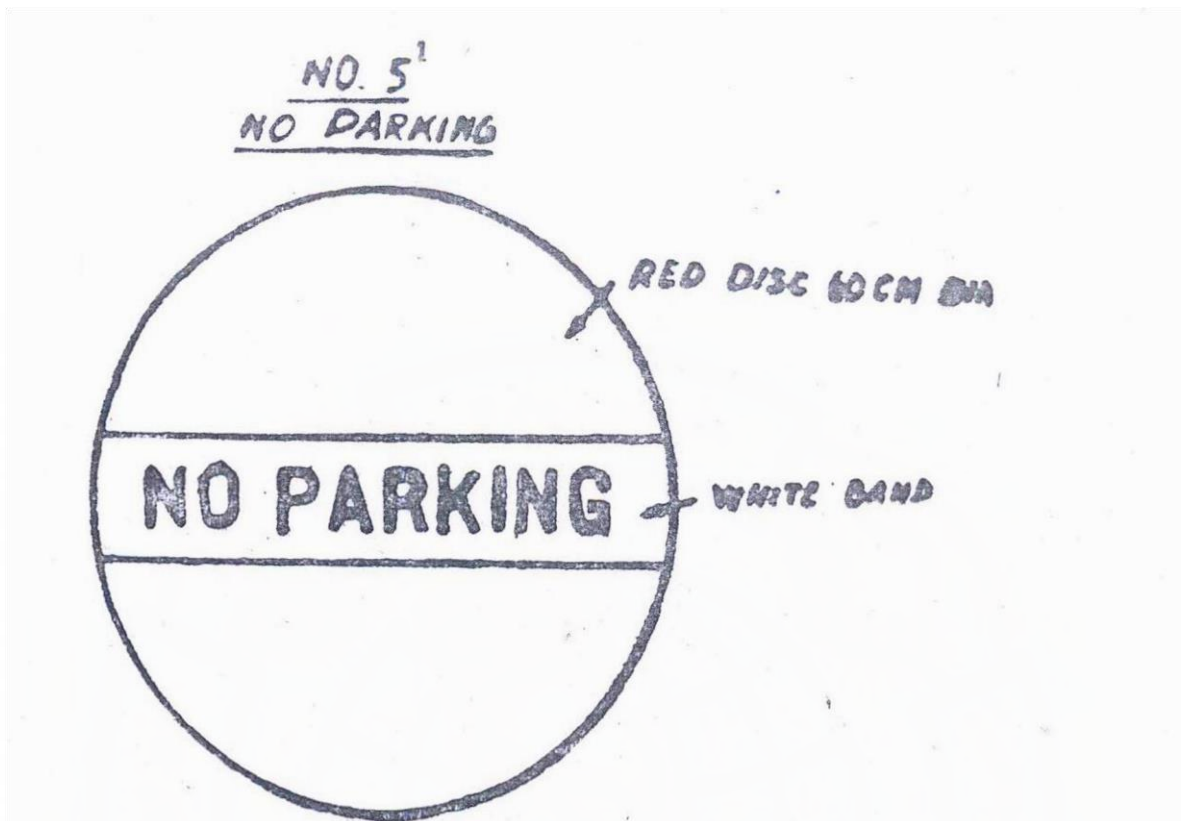 NO. 5¹
NO PARKING
RED DISC 60 CM DIA
NO PARKING
WHITE BAND